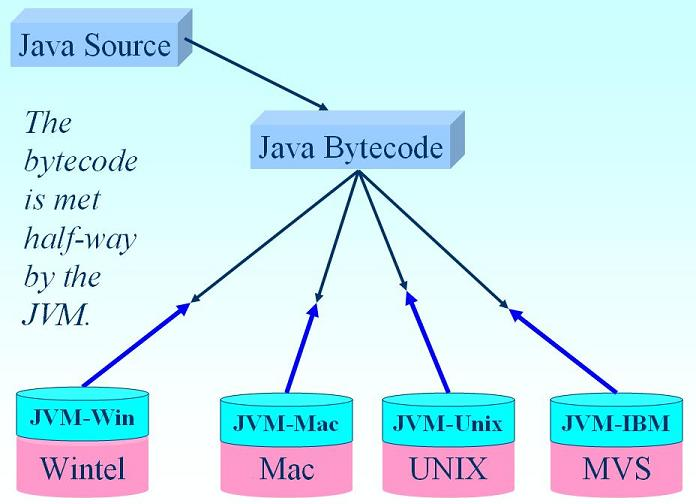 Java Source
Java Bytecode
The
bytecode
is met
half-way
by the
JVM.
JVM-Win
JVM-Mac
JVM-Unix
JVM-IBM
Wintel
Mac
UNIX
MVS